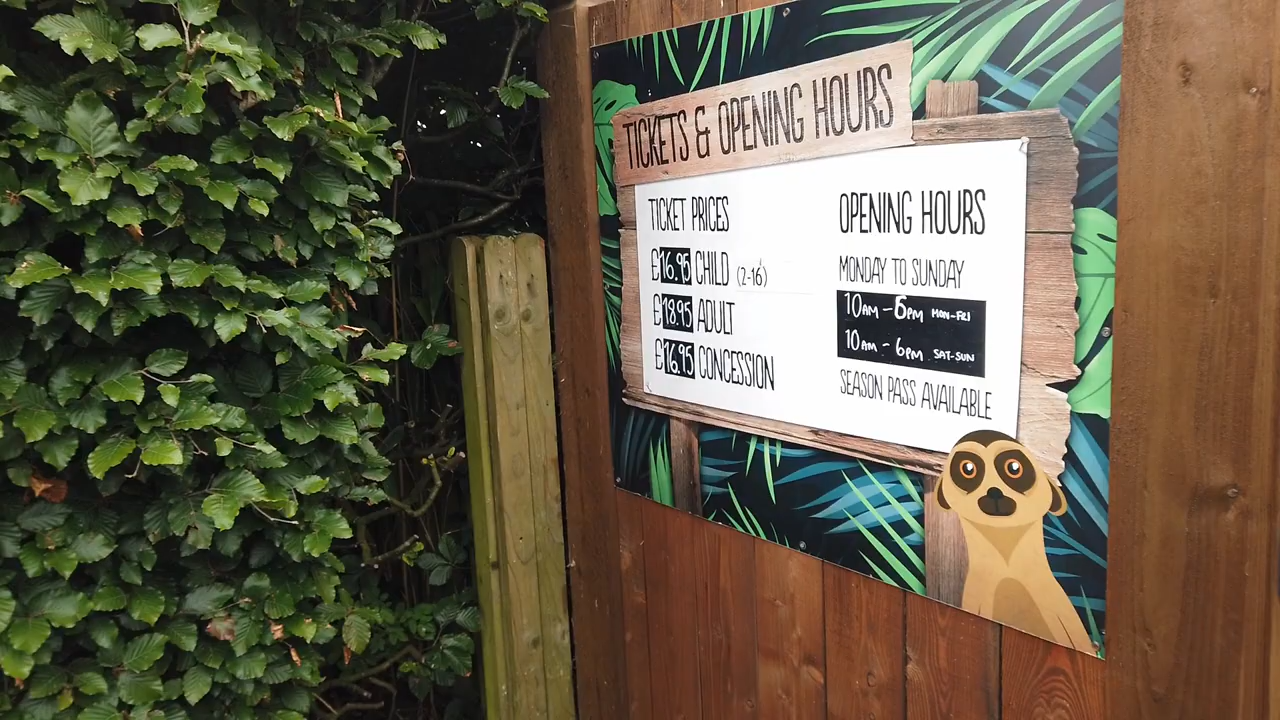 TICKETS & OPENING HOURS
TICKET PRICES
£16.95 CHILD (2-16)
£18.95 ADULT
£16.95 CONCESSION
OPENING HOURS
MONDAY TO SUNDAY
10AM - 5PM MON-FRI
10AM - 6PM SAT-SUN
SEASON PASS AVAILABLE